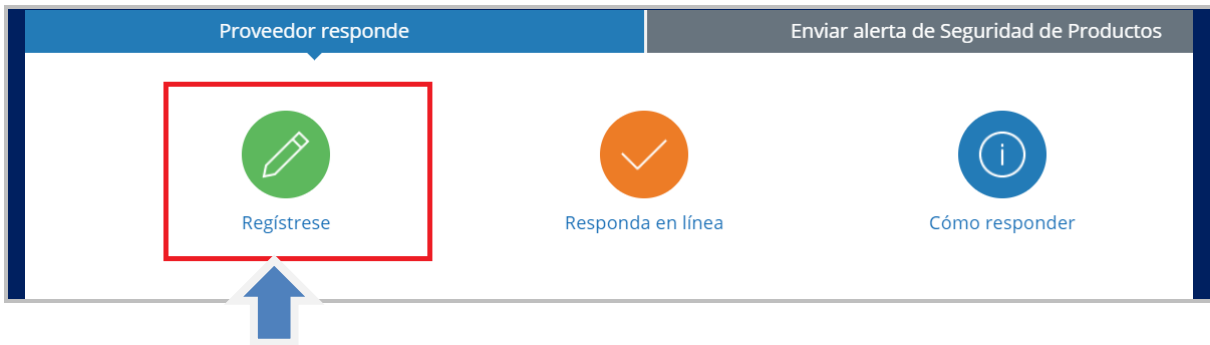 Proveedor responde
Enviar alerta de Seguridad de Productos
Regístrese
Responda en línea
Cómo responder